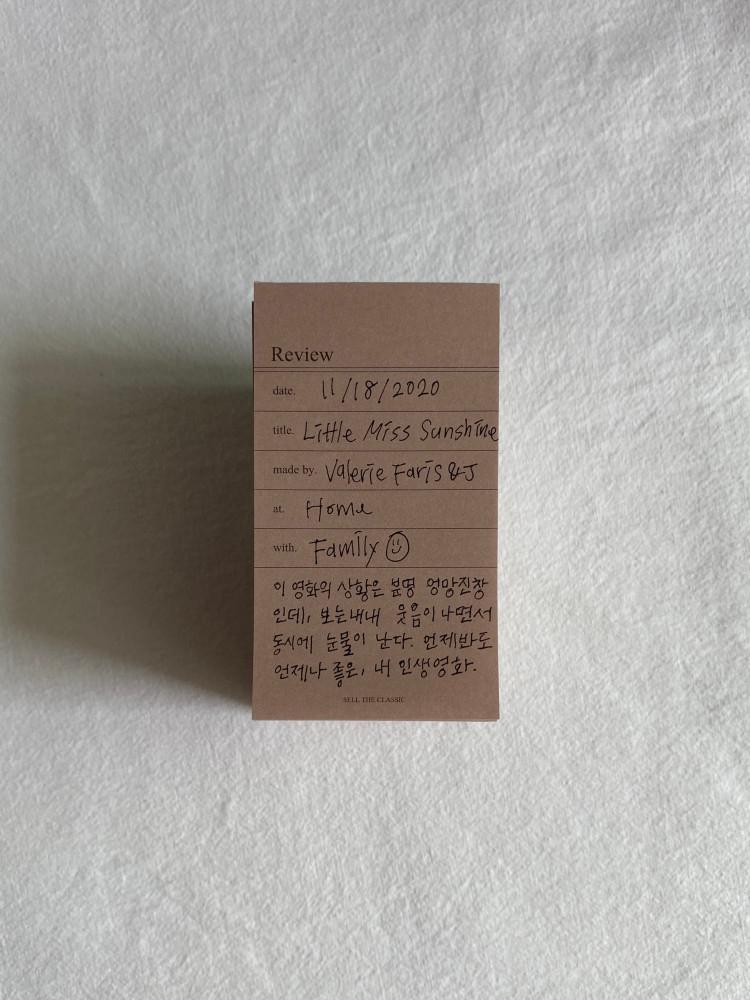 Review
date. 11/18/2020
title. Little Miss Sunshine
made by. Valerie Faris & J
at. Home
with. Family
이 영화의 상황은 분명 엉망진창
인데, 보는내내 웃음이 나면서
동시에 눈물이 난다. 언제봐도
언제나 좋은, 내 인생영화.
SELL THE CLASSIC